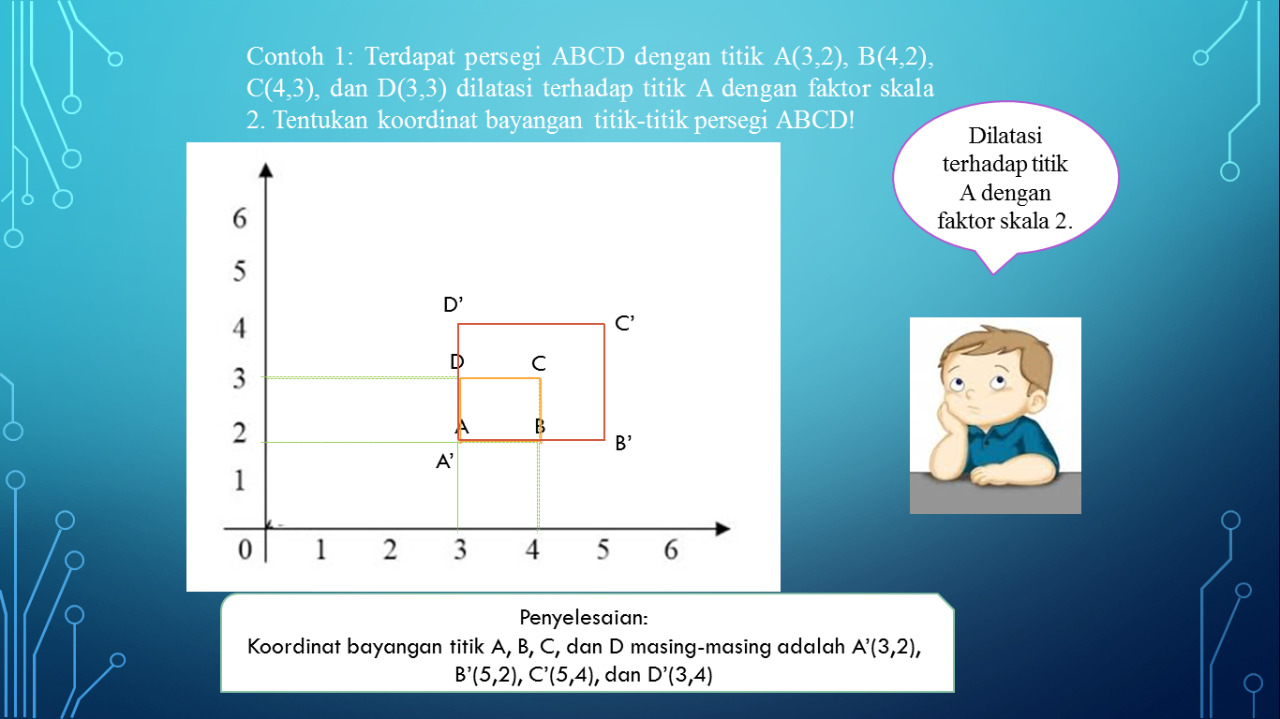 Contoh 1: Terdapat persegi ABCD dengan titik A(3,2), B(4,2),
C(4,3), dan D(3,3) dilatasi terhadap titik A dengan faktor skala
2. Tentukan koordinat bayangan titik-titik persegi ABCD!
Dilatasi
terhadap titik
A dengan
faktor skala 2.
6
5
4
3
2
1
D’
C’
D
C
A
B
A’
B’
0 1 2 3 4 5 6
Penyelesaian:
Koordinat bayangan titik A, B, C, dan D masing-masing adalah A’(3,2),
B’(5,2), C’(5,4), dan D’(3,4)